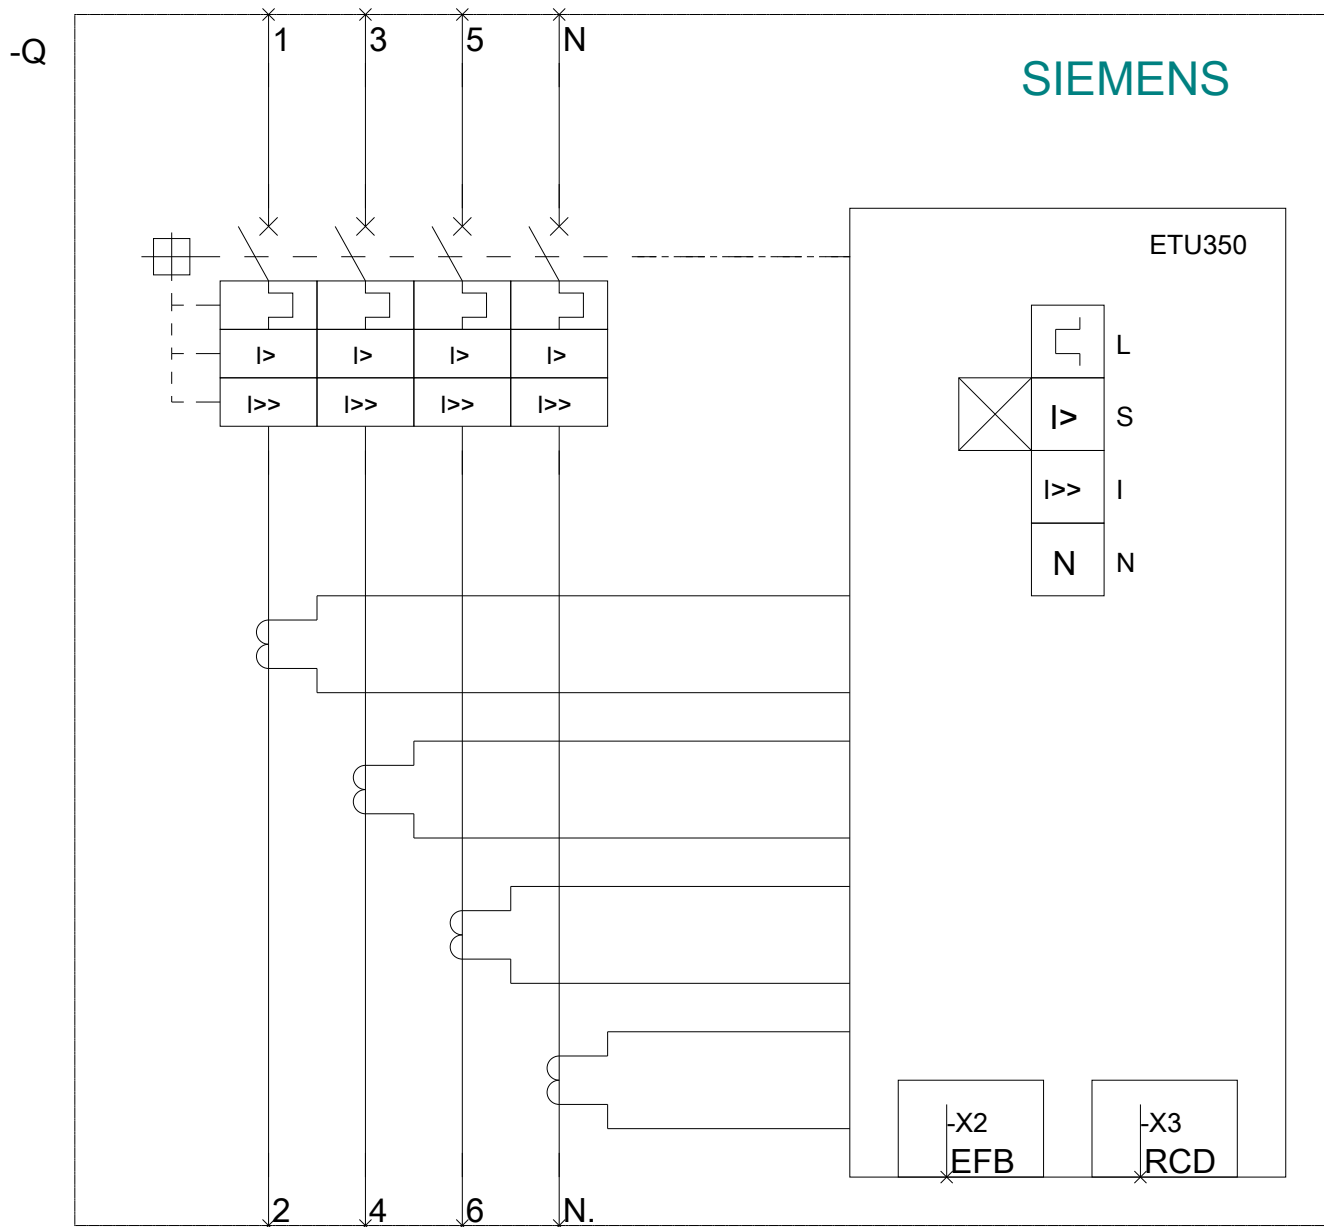 1 3 5 N
-Q
SIEMENS
ETU350
I> I> I> I>
I>> I>> I>> I>>
L
I> S
I>> I
N N
-X2 -X3
EFB RCD
2 4 6 N.